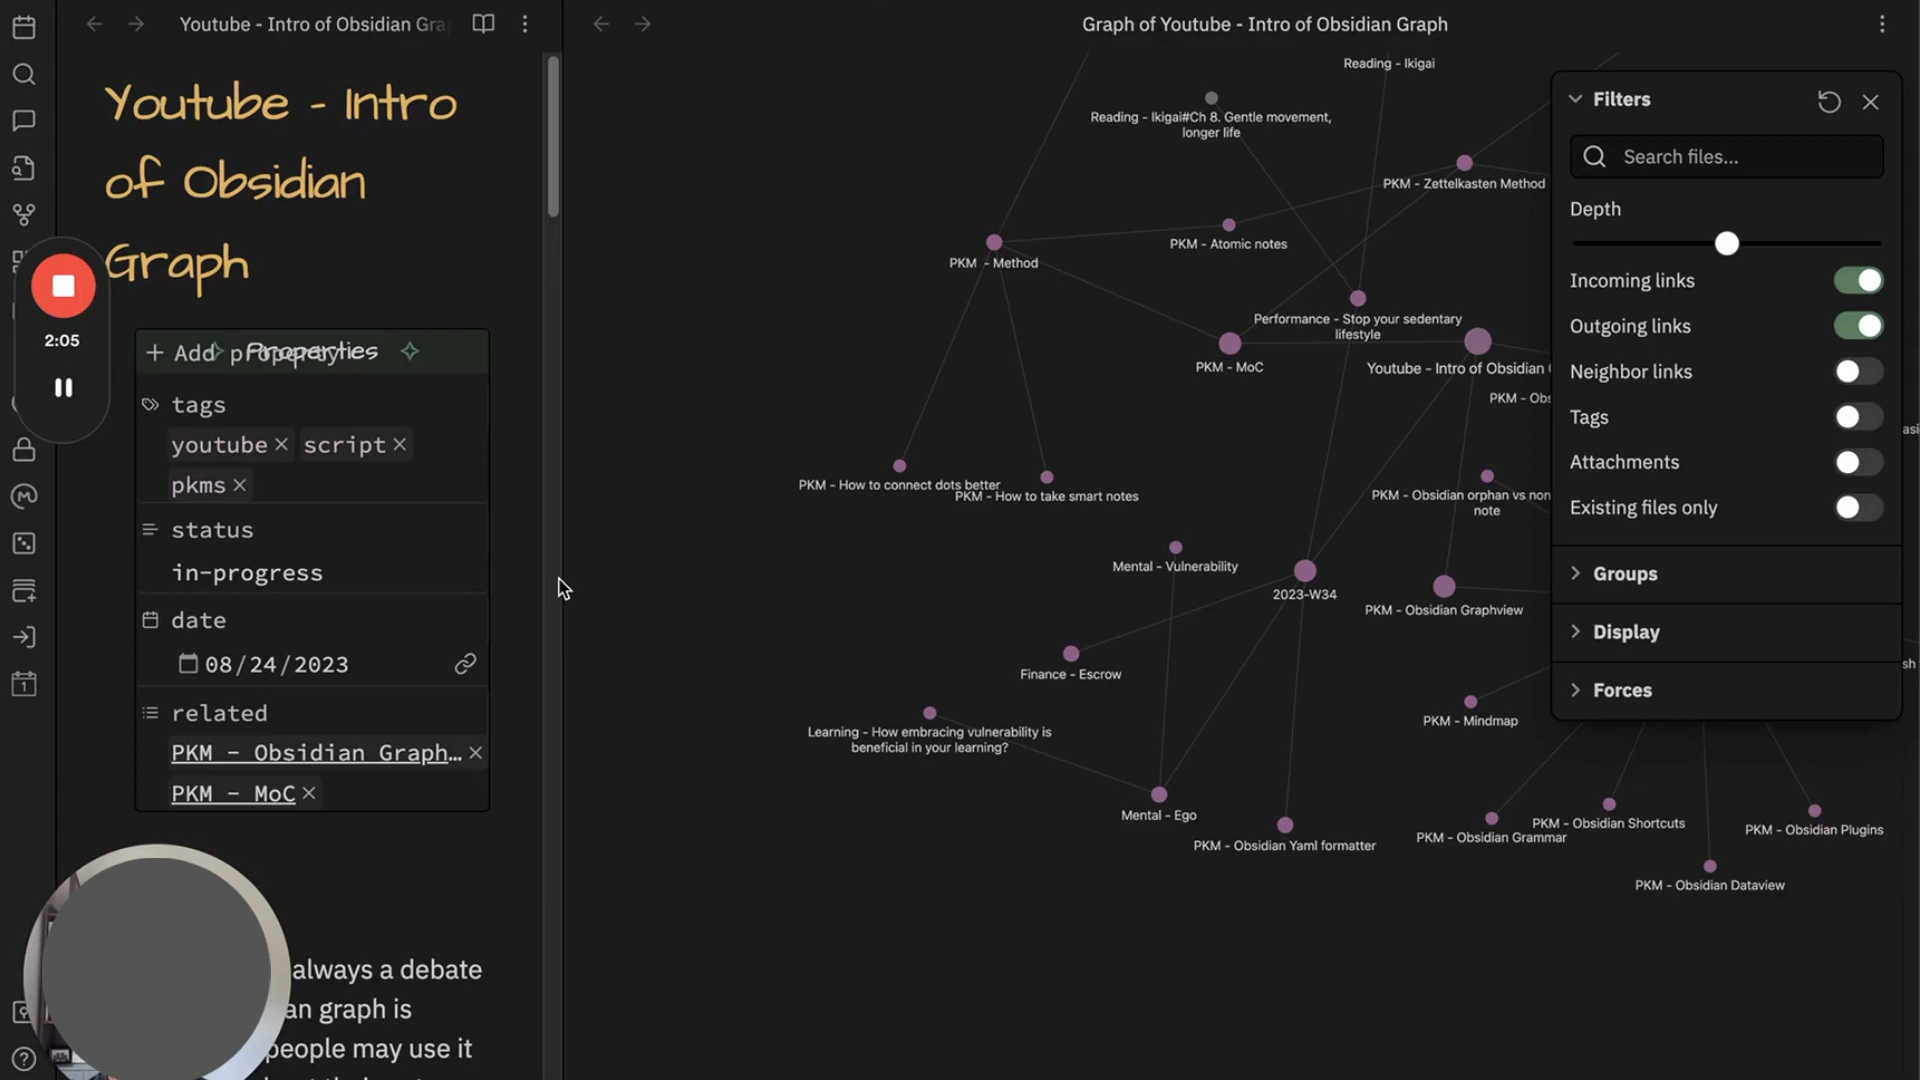 Youtube - Intro of Obsidian Gra
Graph of Youtube - Intro of Obsidian Graph
Youtube - Intro
of Obsidian
Graph
2:05
+ Add property
Properties
tags
youtube × script ×
pkms ×
status
in-progress
date
08/24/2023
related
PKM - Obsidian Graph… ×
PKM - MoC ×
always a debate
an graph is
people may use it
1
Reading - Ikigai
Reading - Ikigai#Ch 8. Gentle movement,
longer life
PKM - Zettelkasten Method
PKM - Atomic notes
PKM - Method
Performance - Stop your sedentary
lifestyle
PKM - MoC
Youtube - Intro of Obsidian
PKM - Obs
PKM - How to connect dots better
PKM - How to take smart notes
PKM - Obsidian orphan vs non
note
Mental - Vulnerability
2023-W34
PKM - Obsidian Graphview
Finance - Escrow
Learning - How embracing vulnerability is
beneficial in your learning?
PKM - Mindmap
Mental - Ego
PKM - Obsidian Yaml formatter
PKM - Obsidian Grammar
PKM - Obsidian Shortcuts
PKM - Obsidian Plugins
PKM - Obsidian Dataview
Filters
Search files...
Depth
Incoming links
Outgoing links
Neighbor links
Tags
Attachments
Existing files only
Groups
Display
Forces